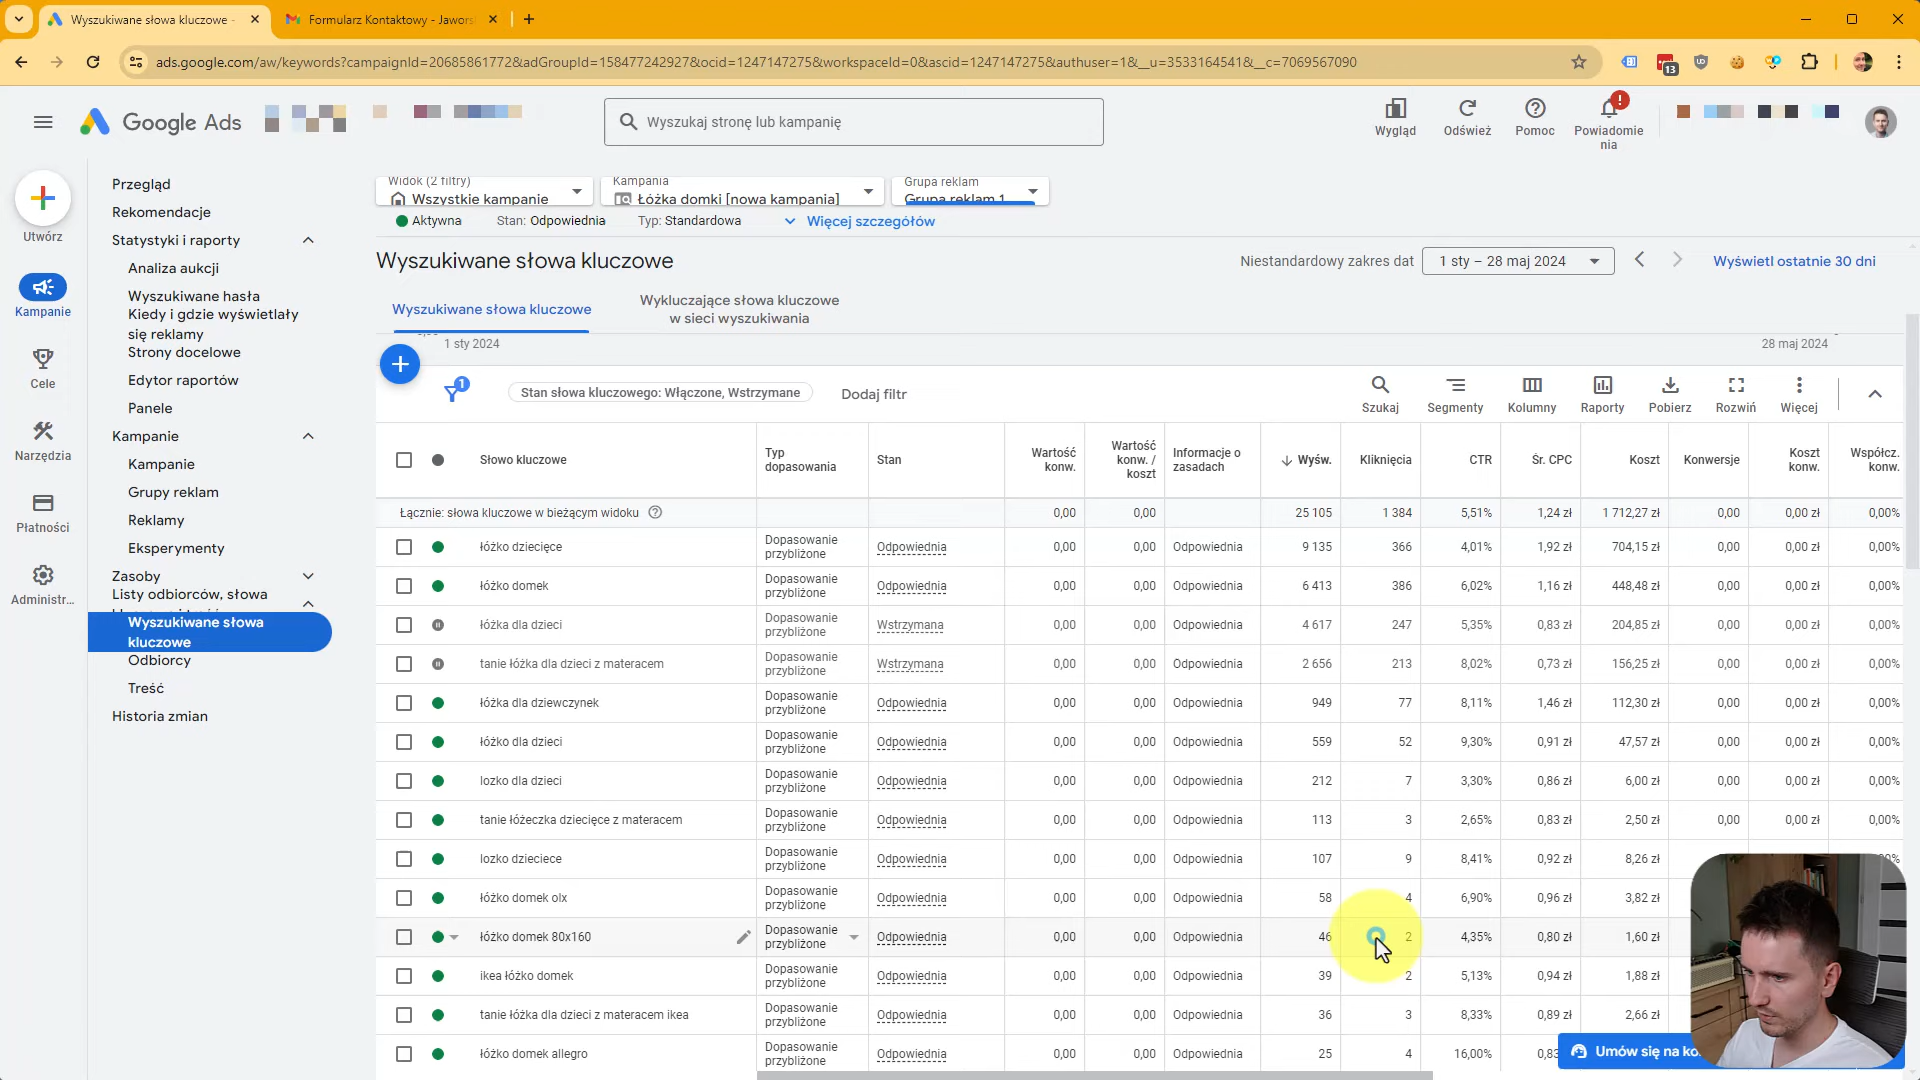 Wyszukiwane słowa kluczowe -
Formularz Kontaktowy - Jawors
ads.google.com/aw/keywords?campaignId=20685861772&adGroupId=158477242927&ocid=1247147275&workspaceId=0&ascid=1247147275&authuser=1&__u=3533164541&__c=7069567090
13
Google Ads
Wyszukaj stronę lub kampanię
Wygląd
Odśwież
Pomoc
Powiadomie
nia
Utwórz
Kampanie
Cele
Narzędzia
Płatności
Administr...
Przegląd
Rekomendacje
Statystyki i raporty
Analiza aukcji
Wyszukiwane hasła
Kiedy i gdzie wyświetlały
się reklamy
Strony docelowe
Edytor raportów
Panele
Kampanie
Kampanie
Grupy reklam
Reklamy
Eksperymenty
Zasoby
Listy odbiorców, słowa
Wyszukiwane słowa
kluczowe
Odbiorcy
Treść
Historia zmian
Widok (2 filtry)
Wszystkie kampanie
Kampania
Łóżka domki [nowa kampania]
Grupa reklam
Grupa reklam 1
Aktywna Stan: Odpowiednia Typ: Standardowa Więcej szczegółów
Wyszukiwane słowa kluczowe
Niestandardowy zakres dat 1 sty – 28 maj 2024 Wyświetl ostatnie 30 dni
Wyszukiwane słowa kluczowe
Wykluczające słowa kluczowe
w sieci wyszukiwania
1 sty 2024
28 maj 2024
1
Stan słowa kluczowego: Włączone, Wstrzymane
Dodaj filtr
Szukaj
Segmenty
Kolumny
Raporty
Pobierz
Rozwiń
Więcej
Słowo kluczowe Typ dopasowania Stan Wartość konw. Wartość konw. / koszt Informacje o zasadach Wyśw. Kliknięcia CTR Śr. CPC Koszt Konwersje Koszt konw. Współcz. konw.
Łącznie: słowa kluczowe w bieżącym widoku 0,00 0,00 25 105 1 384 5,51% 1,24 zł 1 712,27 zł 0,00 0,00 zł 0,00%
łóżko dziecięce Dopasowanie przybliżone Odpowiednia 0,00 0,00 Odpowiednia 9 135 366 4,01% 1,92 zł 704,15 zł 0,00 0,00 zł 0,00%
łóżko domek Dopasowanie przybliżone Odpowiednia 0,00 0,00 Odpowiednia 6 413 386 6,02% 1,16 zł 448,48 zł 0,00 0,00 zł 0,00%
łóżka dla dzieci Dopasowanie przybliżone Wstrzymana 0,00 0,00 Odpowiednia 4 617 247 5,35% 0,83 zł 204,85 zł 0,00 0,00 zł 0,00%
tanie łóżka dla dzieci z materacem Dopasowanie przybliżone Wstrzymana 0,00 0,00 Odpowiednia 2 656 213 8,02% 0,73 zł 156,25 zł 0,00 0,00 zł 0,00%
łóżka dla dziewczynek Dopasowanie przybliżone Odpowiednia 0,00 0,00 Odpowiednia 949 77 8,11% 1,46 zł 112,30 zł 0,00 0,00 zł 0,00%
łóżko dla dzieci Dopasowanie przybliżone Odpowiednia 0,00 0,00 Odpowiednia 559 52 9,30% 0,91 zł 47,57 zł 0,00 0,00 zł 0,00%
lozko dla dzieci Dopasowanie przybliżone Odpowiednia 0,00 0,00 Odpowiednia 212 7 3,30% 0,86 zł 6,00 zł 0,00 0,00 zł 0,00%
tanie łóżeczka dziecięce z materacem Dopasowanie przybliżone Odpowiednia 0,00 0,00 Odpowiednia 113 3 2,65% 0,83 zł 2,50 zł 0,00 0,00 zł 0,00%
lozko dzieciece Dopasowanie przybliżone Odpowiednia 0,00 0,00 Odpowiednia 107 9 8,41% 0,92 zł 8,26 zł
łóżko domek olx Dopasowanie przybliżone Odpowiednia 0,00 0,00 Odpowiednia 58 4 6,90% 0,96 zł 3,82 zł
łóżko domek 80x160 Dopasowanie przybliżone Odpowiednia 0,00 0,00 Odpowiednia 46 2 4,35% 0,80 zł 1,60 zł
ikea łóżko domek Dopasowanie przybliżone Odpowiednia 0,00 0,00 Odpowiednia 39 2 5,13% 0,94 zł 1,88 zł
tanie łóżka dla dzieci z materacem ikea Dopasowanie przybliżone Odpowiednia 0,00 0,00 Odpowiednia 36 3 8,33% 0,89 zł 2,66 zł
łóżko domek allegro Dopasowanie przybliżone Odpowiednia 0,00 0,00 Odpowiednia 25 4 16,00% 0,83
Umów się na ko